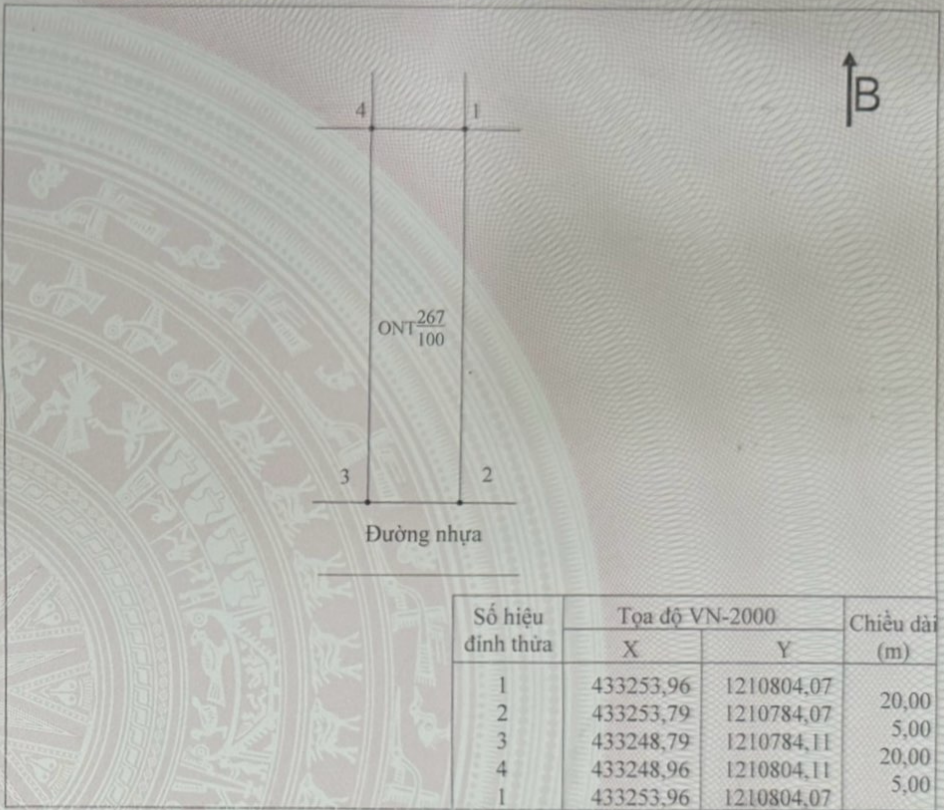 B
4 1
ONT 267/100
3 2
Đường nhựa
Số hiệu đỉnh thửa Tọa độ VN-2000 Chiều dài (m)
X Y
1 433253,96 1210804,07
20,00
2 433253,79 1210784,07
5,00
3 433248,79 1210784,11
20,00
4 433248,96 1210804,11
5,00
1 433253,96 1210804,07